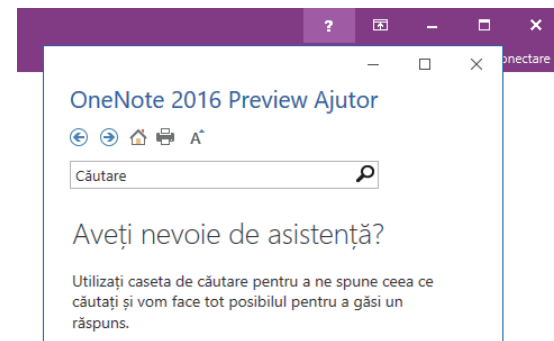 ?
onectare
OneNote 2016 Preview Ajutor
A
Căutare
Aveți nevoie de asistență?
Utilizați caseta de căutare pentru a ne spune ceea ce
căutați și vom face tot posibilul pentru a găsi un
răspuns.